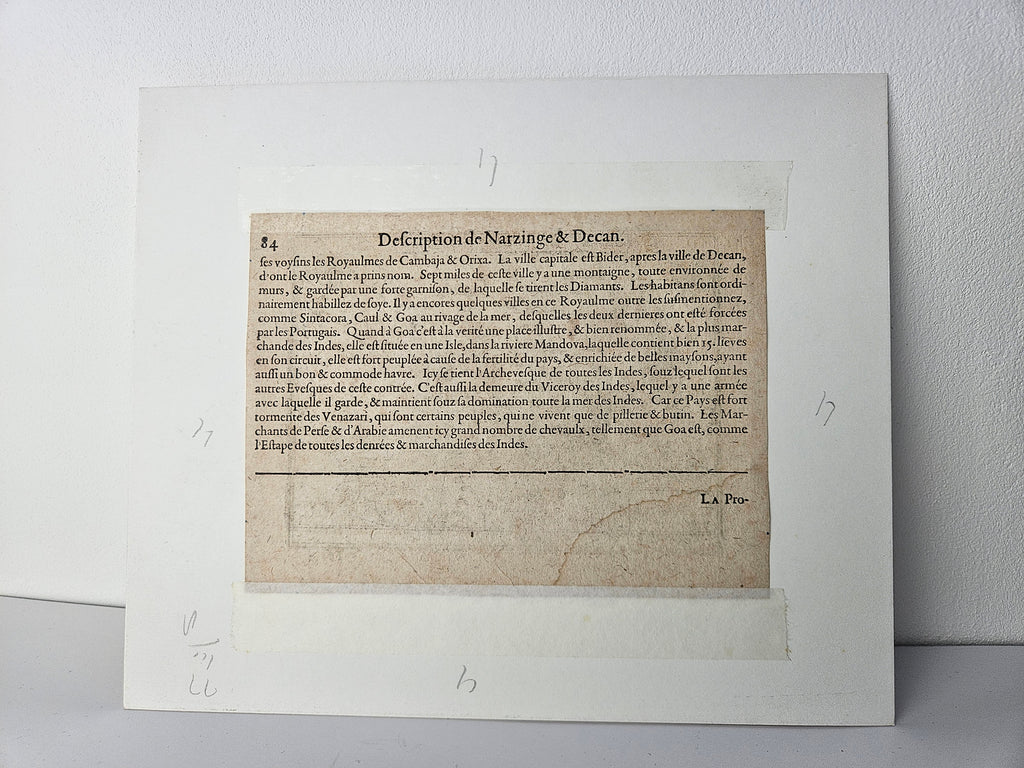 84
Deſcription de Narzinge & Decan.
ſes voyſins les Royaulmes de Cambaja & Orixa. La ville capitale eſt Bider, apres la ville de Decan,
d'ont le Royaulme a prins nom. Sept miles de ceſte ville y a une montaigne, toute environnée de
murs, & gardée par une forte garniſon, de laquelle ſe tirent les Diamants. Les habitans ſont ordi-
nairement habillez de ſoye. Il y a encores quelques villes en ce Royaulme outre les ſuſmentionnez,
comme Sintacora, Caul & Goa au rivage de la mer, deſquelles les deux dernieres ont eſté forcées
par les Portugais. Quand à Goa c'eſt à la verité une place illuſtre, & bien renommée, & la plus mar-
chande des Indes, elle eſt ſituée en une Isle, dans la riviere Mandova, laquelle contient bien 15. lieves
en ſon circuit, elle eſt fort peuplée à cauſe de la fertilité du pays, & enrichiée de belles mayſons, ayant
auſſi un bon & commode havre. Icy ſe tient l'Archeveſque de toutes les Indes, ſouz lequel ſont les
autres Eveſques de ceſte contrée. C'eſt auſſi la demeure du Viceroy des Indes, lequel y a une armée
avec laquelle il garde, & maintient ſouz ſa domination toute la mer des Indes. Car ce Pays eſt fort
tormente des Venazari, qui ſont certains peuples, qui ne vivent que de pillerie & butin. Les Mar-
chants de Perſe & d'Arabie amenent icy grand nombre de chevaulx, tellement que Goa eſt, comme
l'Eſtape de toutes les denrées & marchandiſes des Indes.
LA Pro-